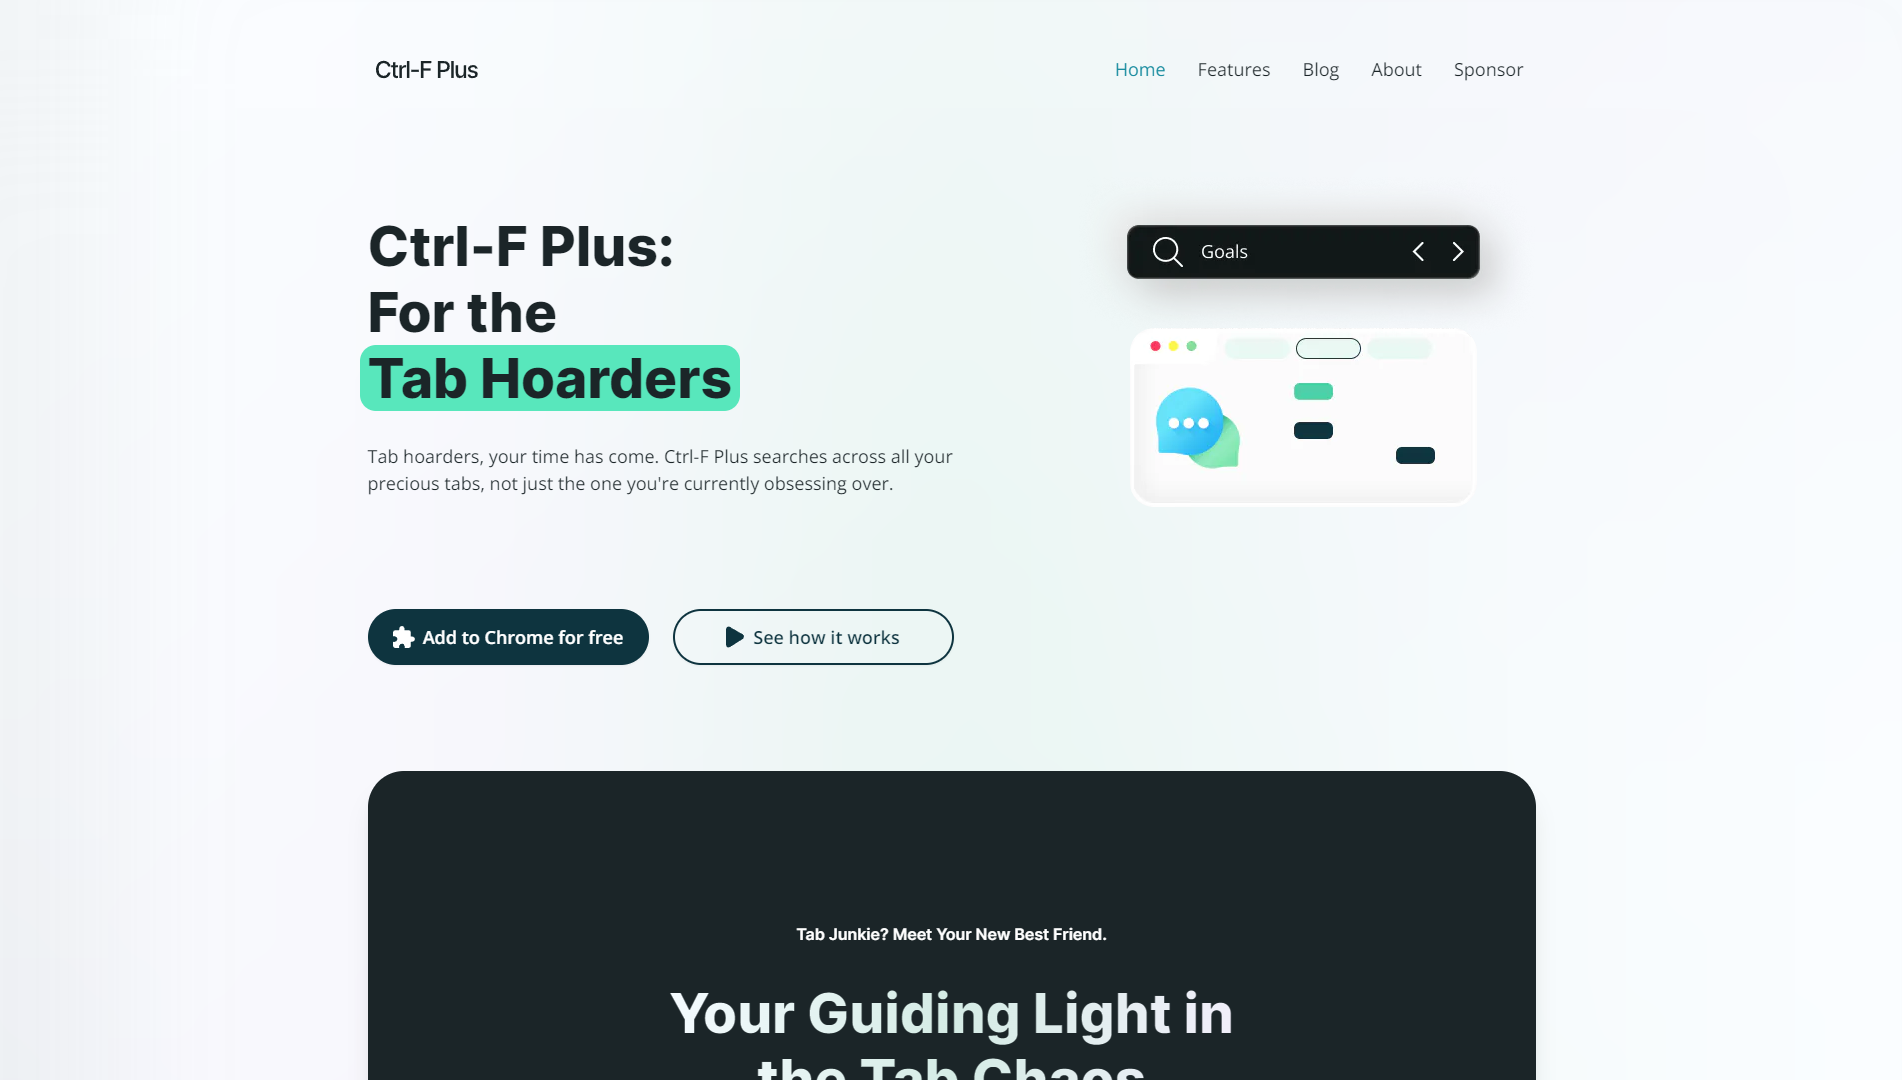 Ctrl-F Plus
Home
Features
Blog
About
Sponsor
Ctrl-F Plus:
For the
Tab Hoarders
Goals
Tab hoarders, your time has come. Ctrl-F Plus searches across all your
precious tabs, not just the one you're currently obsessing over.
Add to Chrome for free
See how it works
Tab Junkie? Meet Your New Best Friend.
Your Guiding Light in
the Tab Chaos